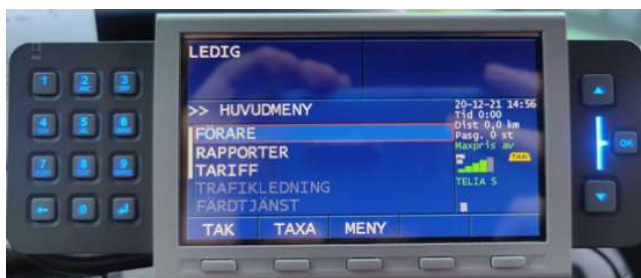 LEDIG
>> HUVUDMENY
FÖRARE
RAPPORTER
TARIFF
TRAFIKLEDNING
FÄRDTJÄNST
20-12-21 14:56
Tid 0:00
Dist 0,0 km
Pasg. 0 st
Maxpris av
TAXI
TELIA S
TAK TAXA MENY
1 2 3
4 5 6
7 8 9
0
OK